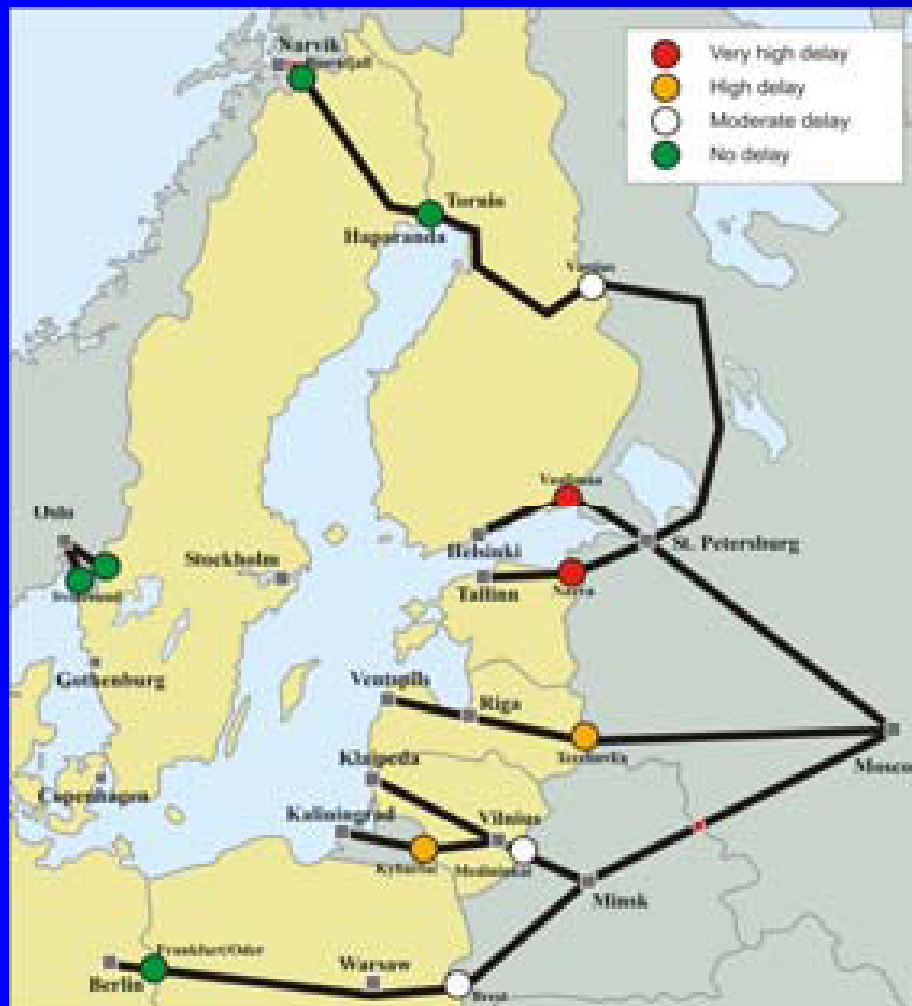 Narvik
Very high delay
High delay
Moderate delay
No delay
Tornio
Haparanda
Oslo
Stockholm
Helsinki
St. Petersburg
Tallinn
Narva
Gothenburg
Ventspils
Riga
Klaipeda
Moscow
Copenhagen
Kaliningrad
Vilnius
Minsk
Frankfurt/Oder
Berlin
Warsaw
Brest